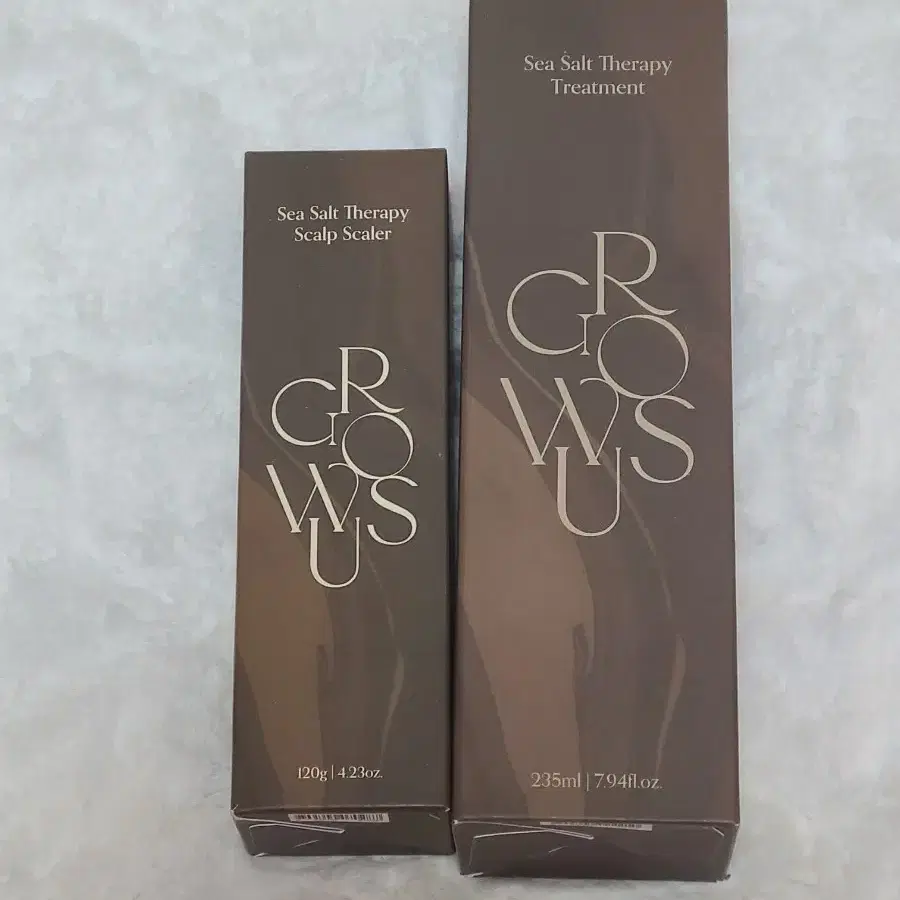 Sea Salt Therapy
Scalp Scaler
GROWUS
120g | 4.23oz.
Sea Salt Therapy
Treatment
GROWUS
235ml | 7.94fl.oz.